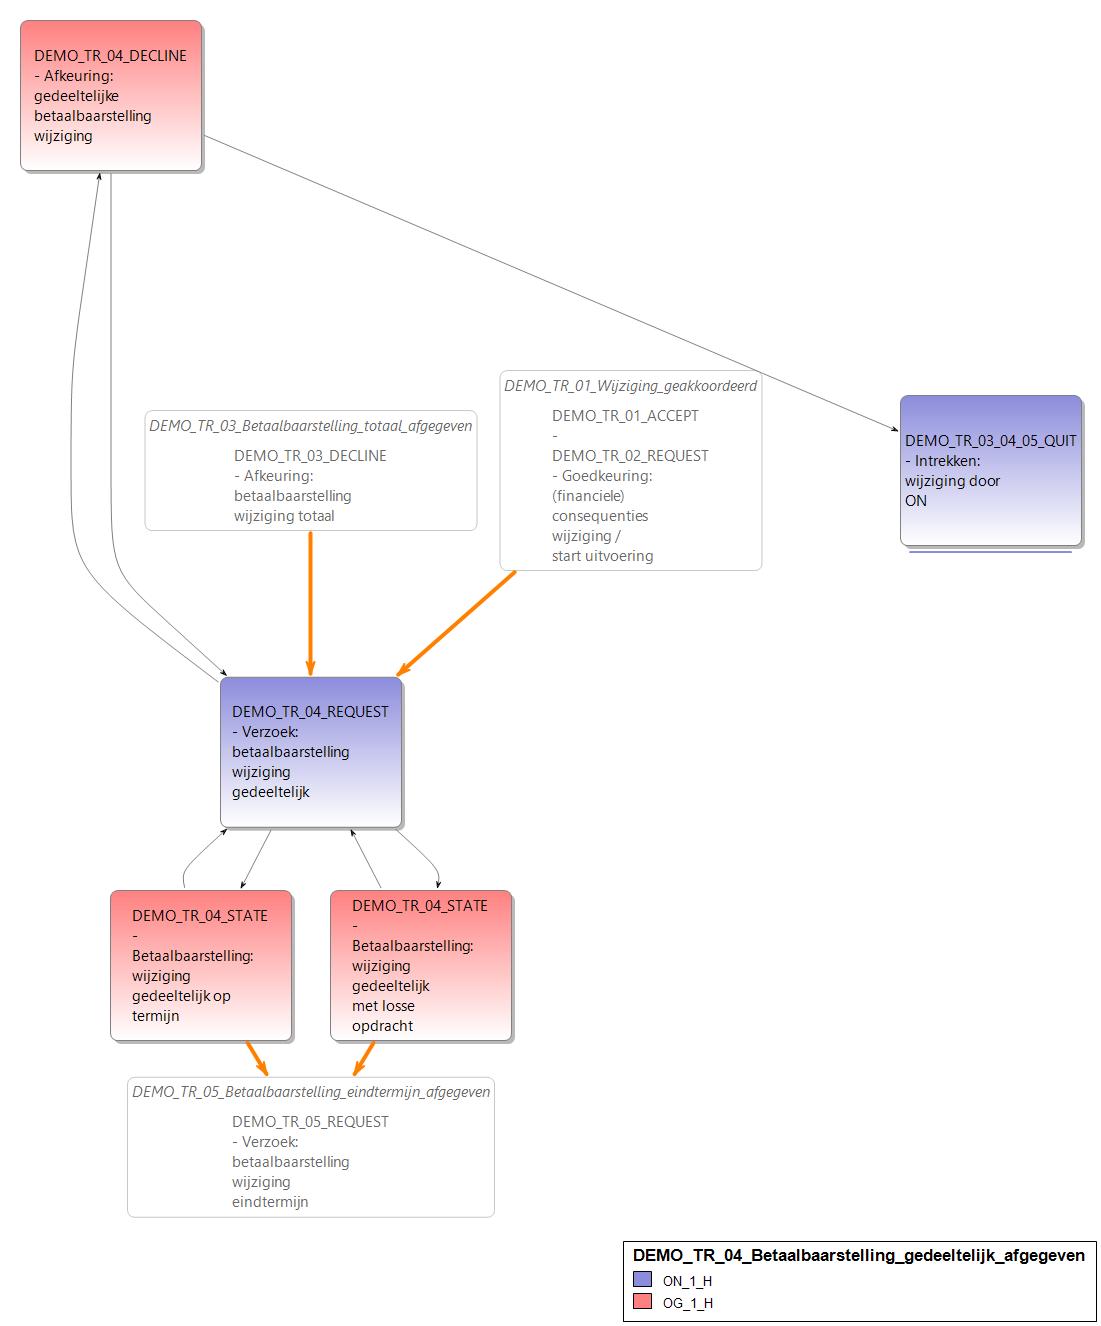 DEMO_TR_04_DECLINE
- Afkeuring:
gedeeltelijke
betaalbaarstelling
wijziging
DEMO_TR_03_Betaalbaarstelling_totaal_afgegeven
DEMO_TR_03_DECLINE
- Afkeuring:
betaalbaarstelling
wijziging totaal
DEMO_TR_01_Wijziging_geakkoordeerd
DEMO_TR_01_ACCEPT
-
DEMO_TR_02_REQUEST
- Goedkeuring:
(financiele)
consequenties
wijziging /
start uitvoering
DEMO_TR_03_04_05_QUIT
- Intrekken:
wijziging door
ON
DEMO_TR_04_REQUEST
- Verzoek:
betaalbaarstelling
wijziging
gedeeltelijk
DEMO_TR_04_STATE
-
Betaalbaarstelling:
wijziging
gedeeltelijk op
termijn
DEMO_TR_04_STATE
-
Betaalbaarstelling:
wijziging
gedeeltelijk
met losse
opdracht
DEMO_TR_05_Betaalbaarstelling_eindtermijn_afgegeven
DEMO_TR_05_REQUEST
- Verzoek:
betaalbaarstelling
wijziging
eindtermijn
DEMO_TR_04_Betaalbaarstelling_gedeeltelijk_afgegeven
ON_1_H
OG_1_H